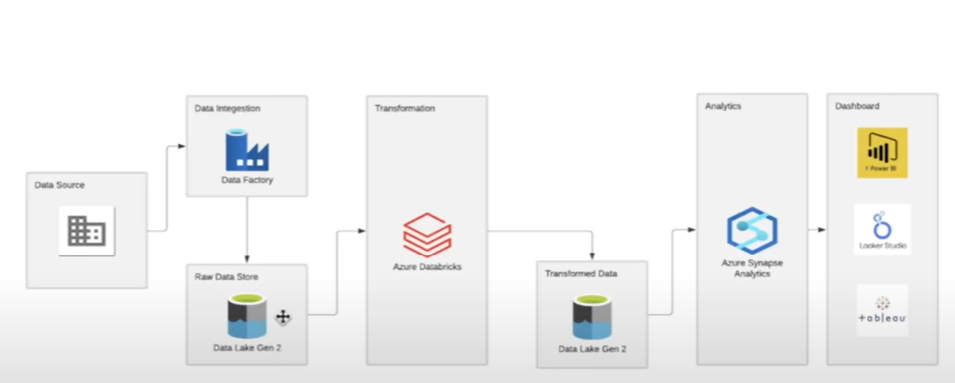 Data Source
Data Integestion
Data Factory
Raw Data Store
Data Lake Gen 2
Transformation
Azure Databricks
Transformed Data
Data Lake Gen 2
Analytics
Azure Synapse
Analytics
Dashboard
Power BI
Looker Studio
+ableau